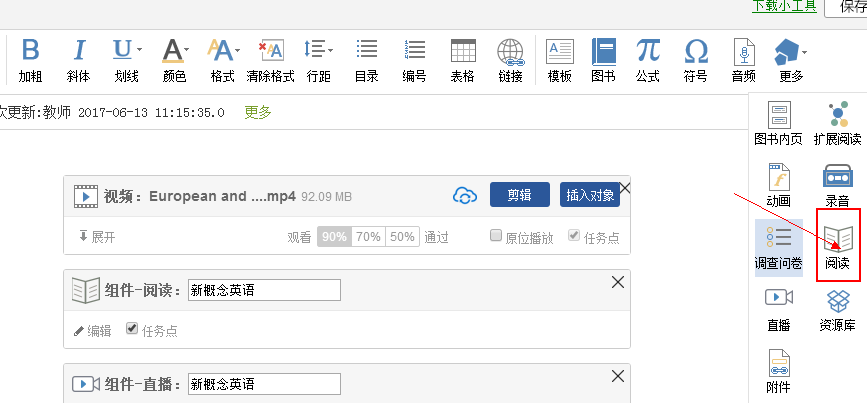 下载小工具 保存
B I U A AA
加粗 斜体 划线 颜色 格式 清除格式 行距 目录 编号 表格 链接 模板 图书 公式 符号 音频 更多
次更新:教师 2017-06-13 11:15:35.0 更多
图书内页 扩展阅读
动画 录音
调查问卷 阅读
直播 资源库
附件
视频：European and ....mp4 92.09 MB 剪辑 插入对象
展开 观看 90% 70% 50% 通过 原位播放 任务点
组件-阅读：新概念英语
编辑 任务点
组件-直播：新概念英语